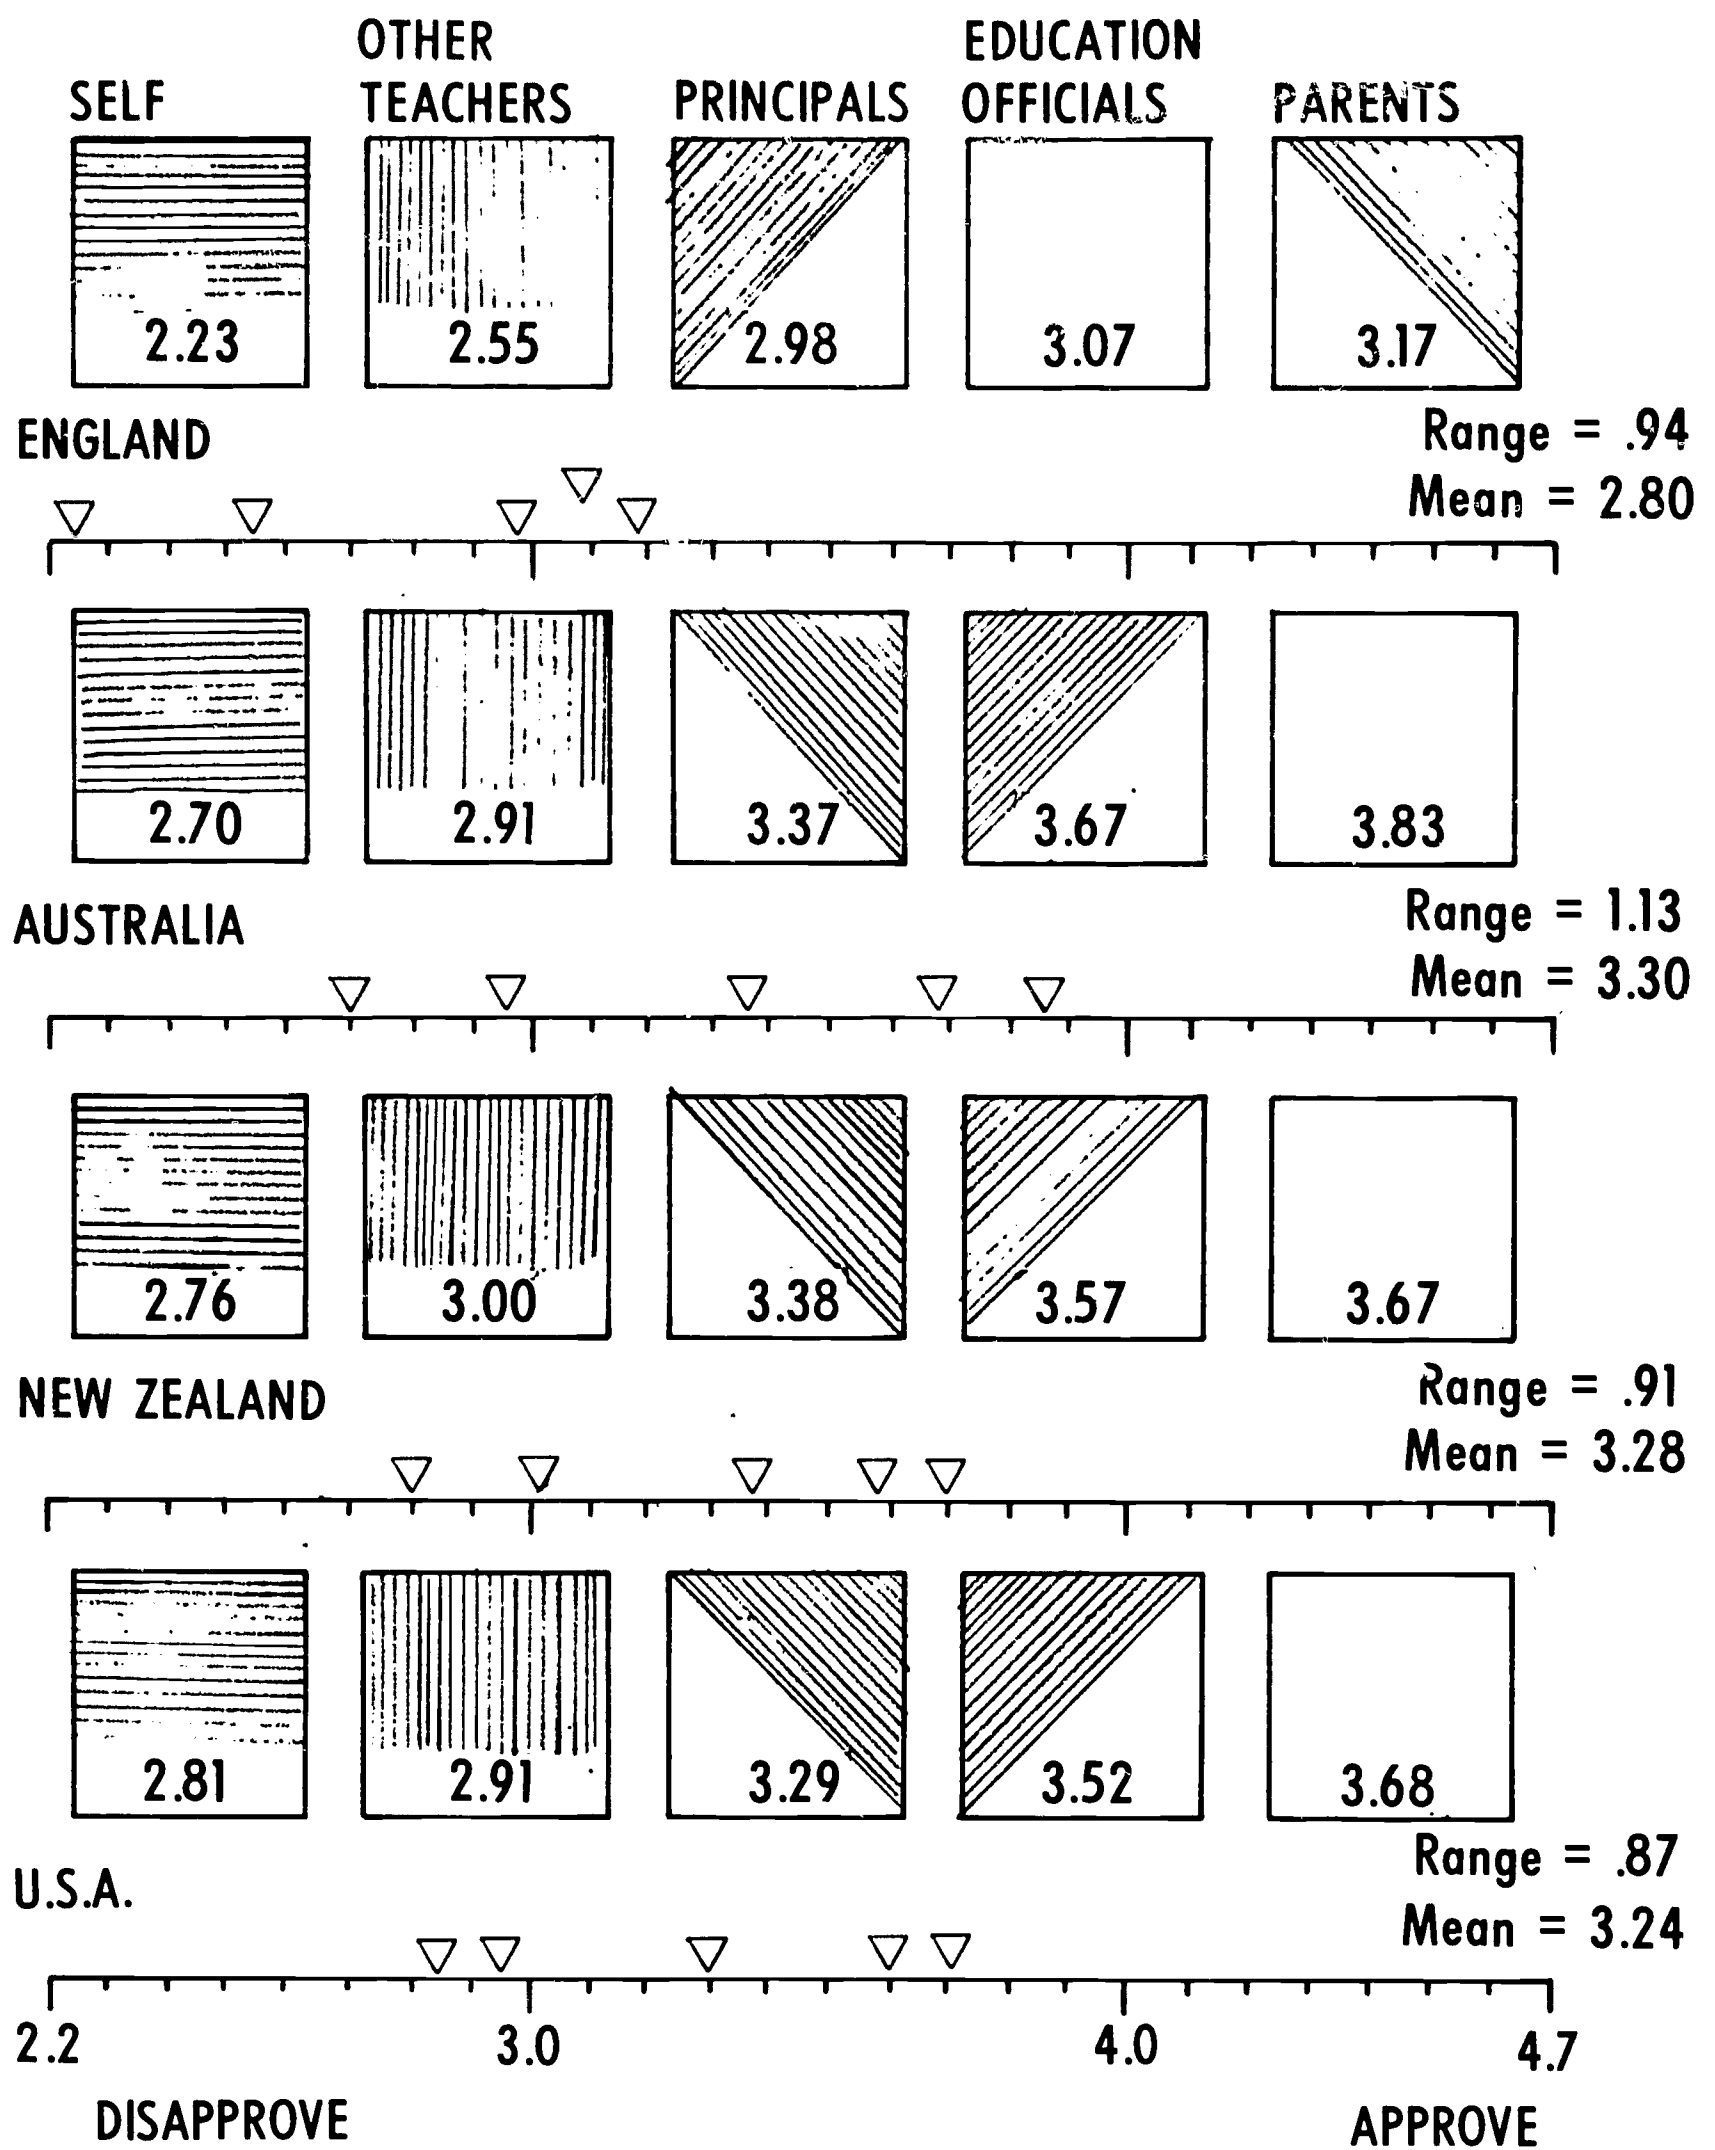 OTHER EDUCATION
SELF TEACHERS PRINCIPALS OFFICIALS PARENTS
2.23 2.55 2.98 3.07 3.17
ENGLAND
Range = .94
Mean = 2.80
2.70 2.91 3.37 3.67 3.83
AUSTRALIA
Range = 1.13
Mean = 3.30
2.76 3.00 3.38 3.57 3.67
NEW ZEALAND
Range = .91
Mean = 3.28
2.81 2.91 3.29 3.52 3.68
U.S.A.
Range = .87
Mean = 3.24
2.2 3.0 4.0 4.7
DISAPPROVE APPROVE